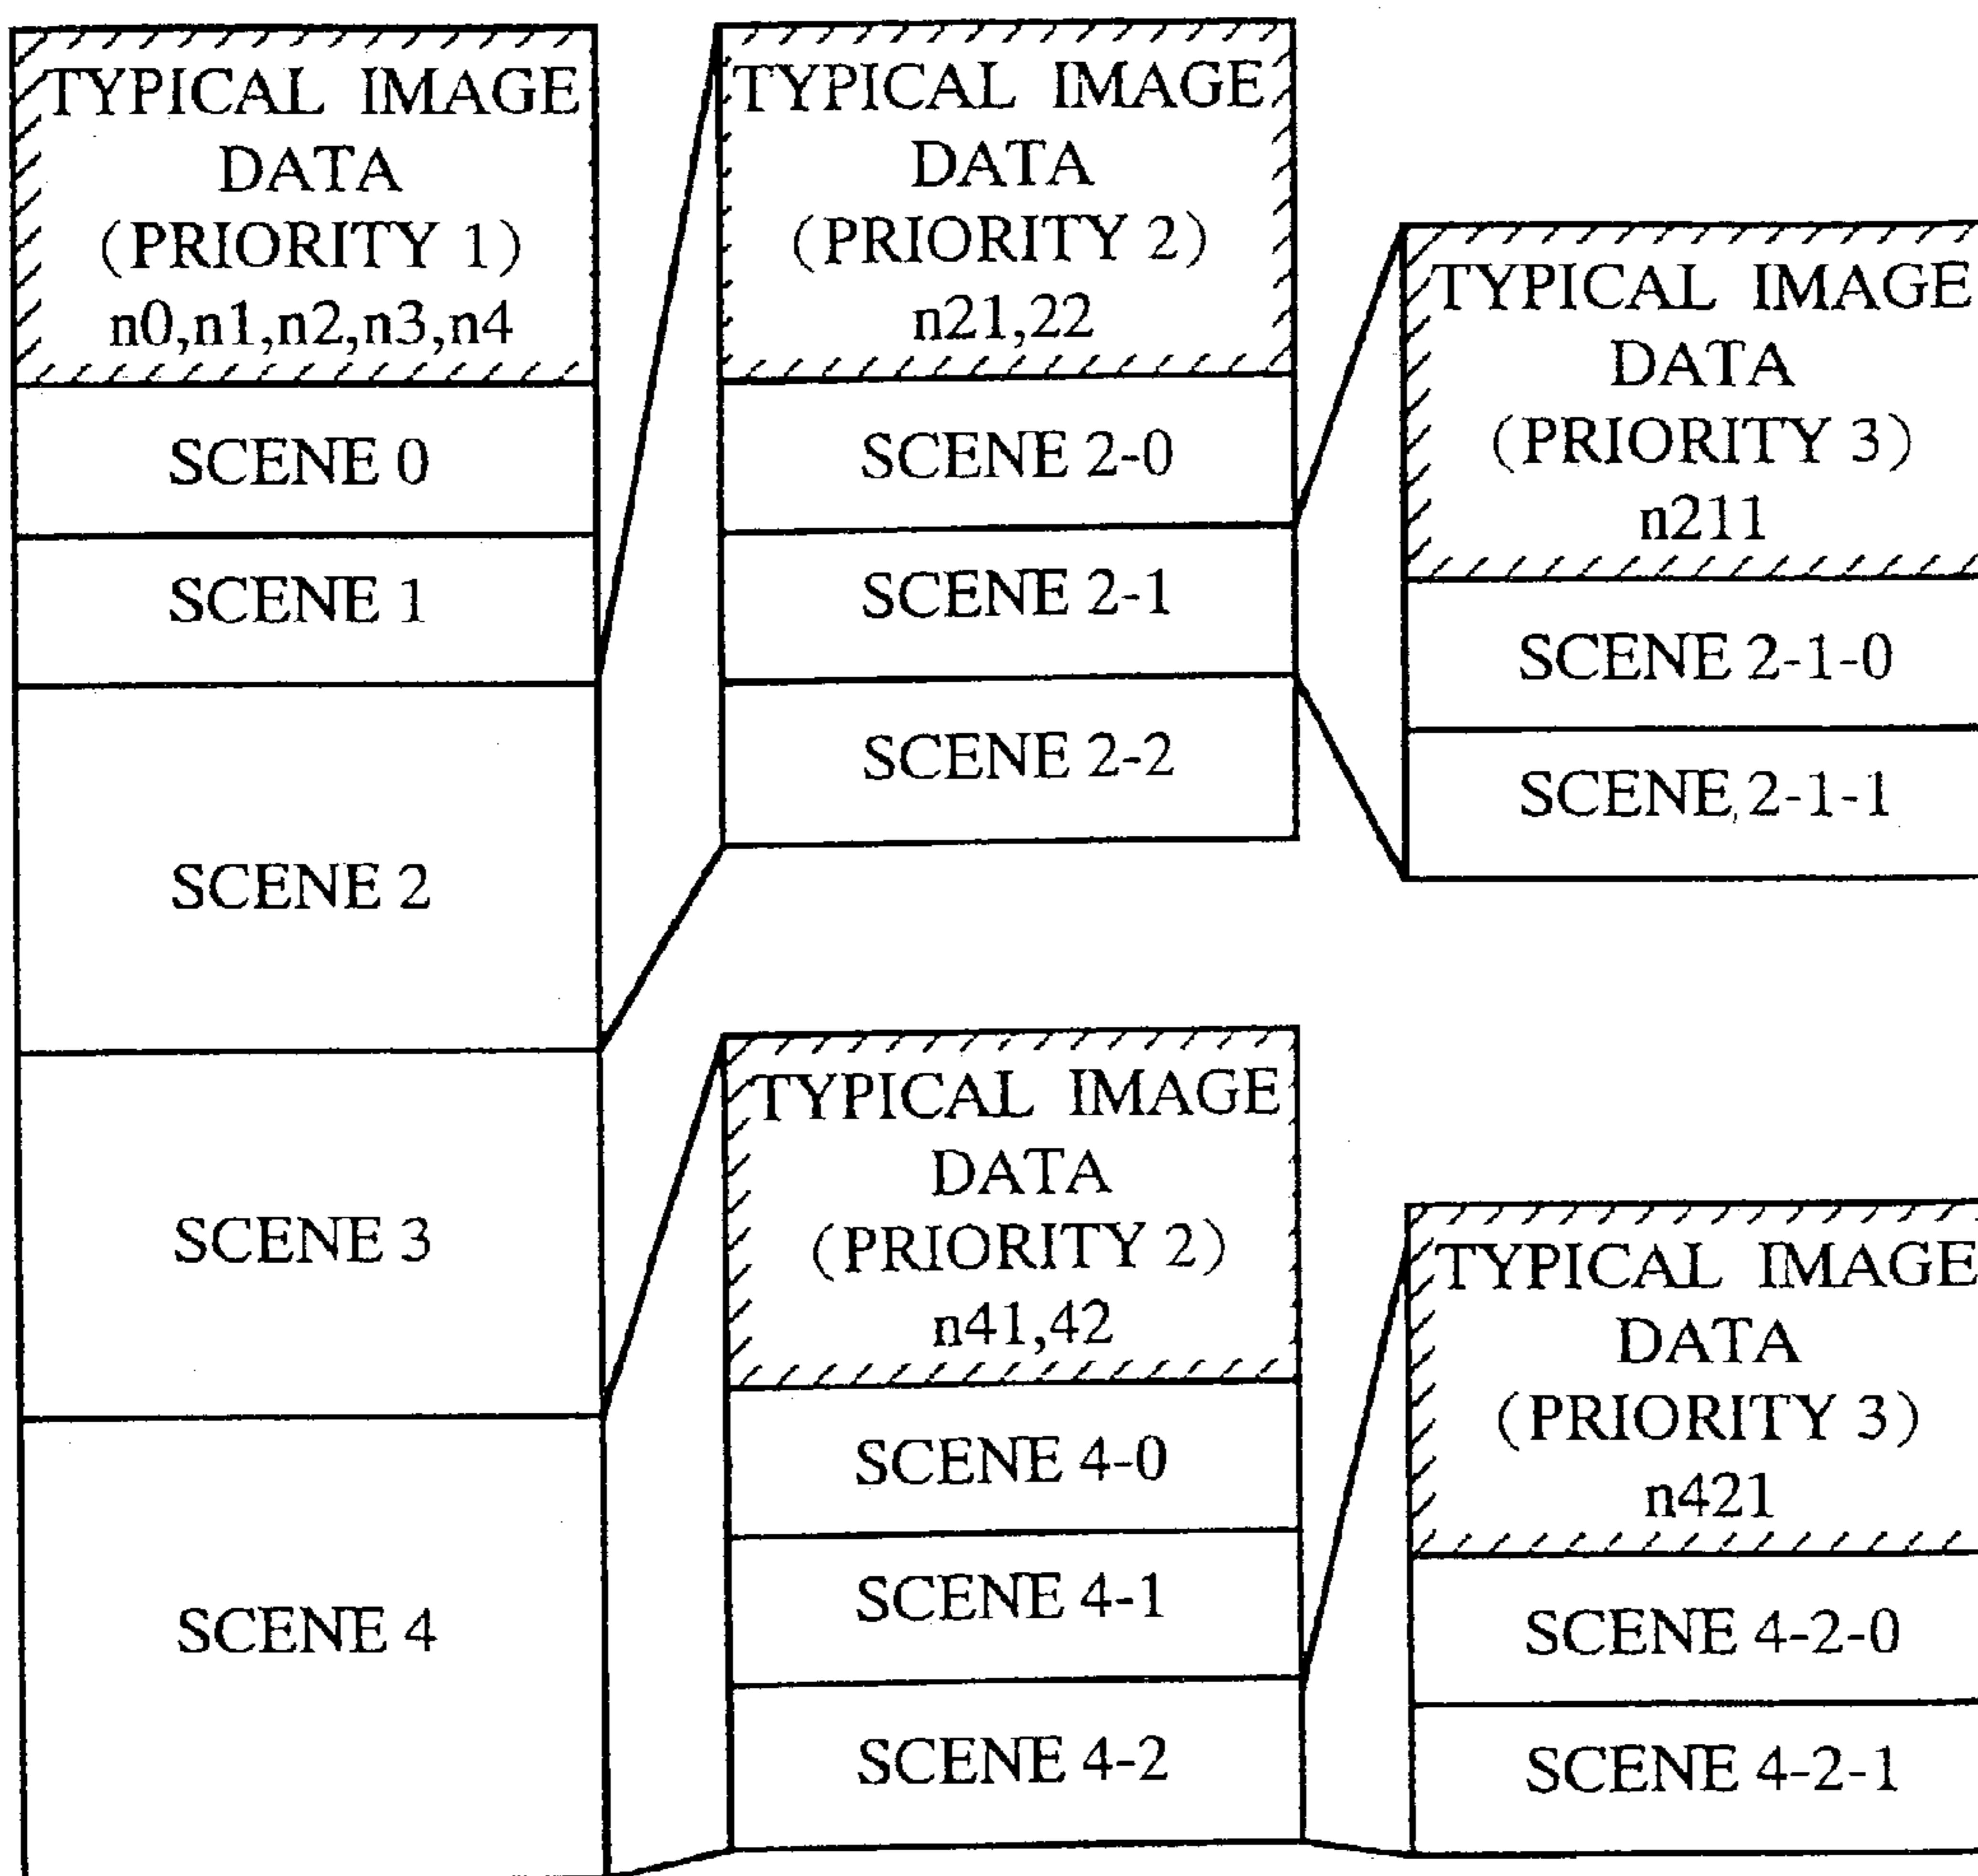 TYPICAL IMAGE
DATA
(PRIORITY 1)
n0,n1,n2,n3,n4
SCENE 0
SCENE 1
SCENE 2
SCENE 3
SCENE 4
TYPICAL IMAGE
DATA
(PRIORITY 2)
n21,22
SCENE 2-0
SCENE 2-1
SCENE 2-2
TYPICAL IMAGE
DATA
(PRIORITY 3)
n211
SCENE 2-1-0
SCENE 2-1-1
TYPICAL IMAGE
DATA
(PRIORITY 2)
n41,42
SCENE 4-0
SCENE 4-1
SCENE 4-2
TYPICAL IMAGE
DATA
(PRIORITY 3)
n421
SCENE 4-2-0
SCENE 4-2-1